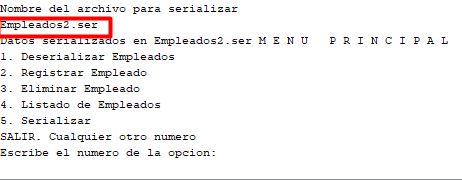 Nombre del archivo para serializar
Empleados2.ser
Datos serializados en Empleados2.ser M E N U   P R I N C I P A L
1. Deserializar Empleados
2. Registrar Empleado
3. Eliminar Empleado
4. Listado de Empleados
5. Serializar
SALIR. Cualquier otro numero
Escribe el numero de la opcion: